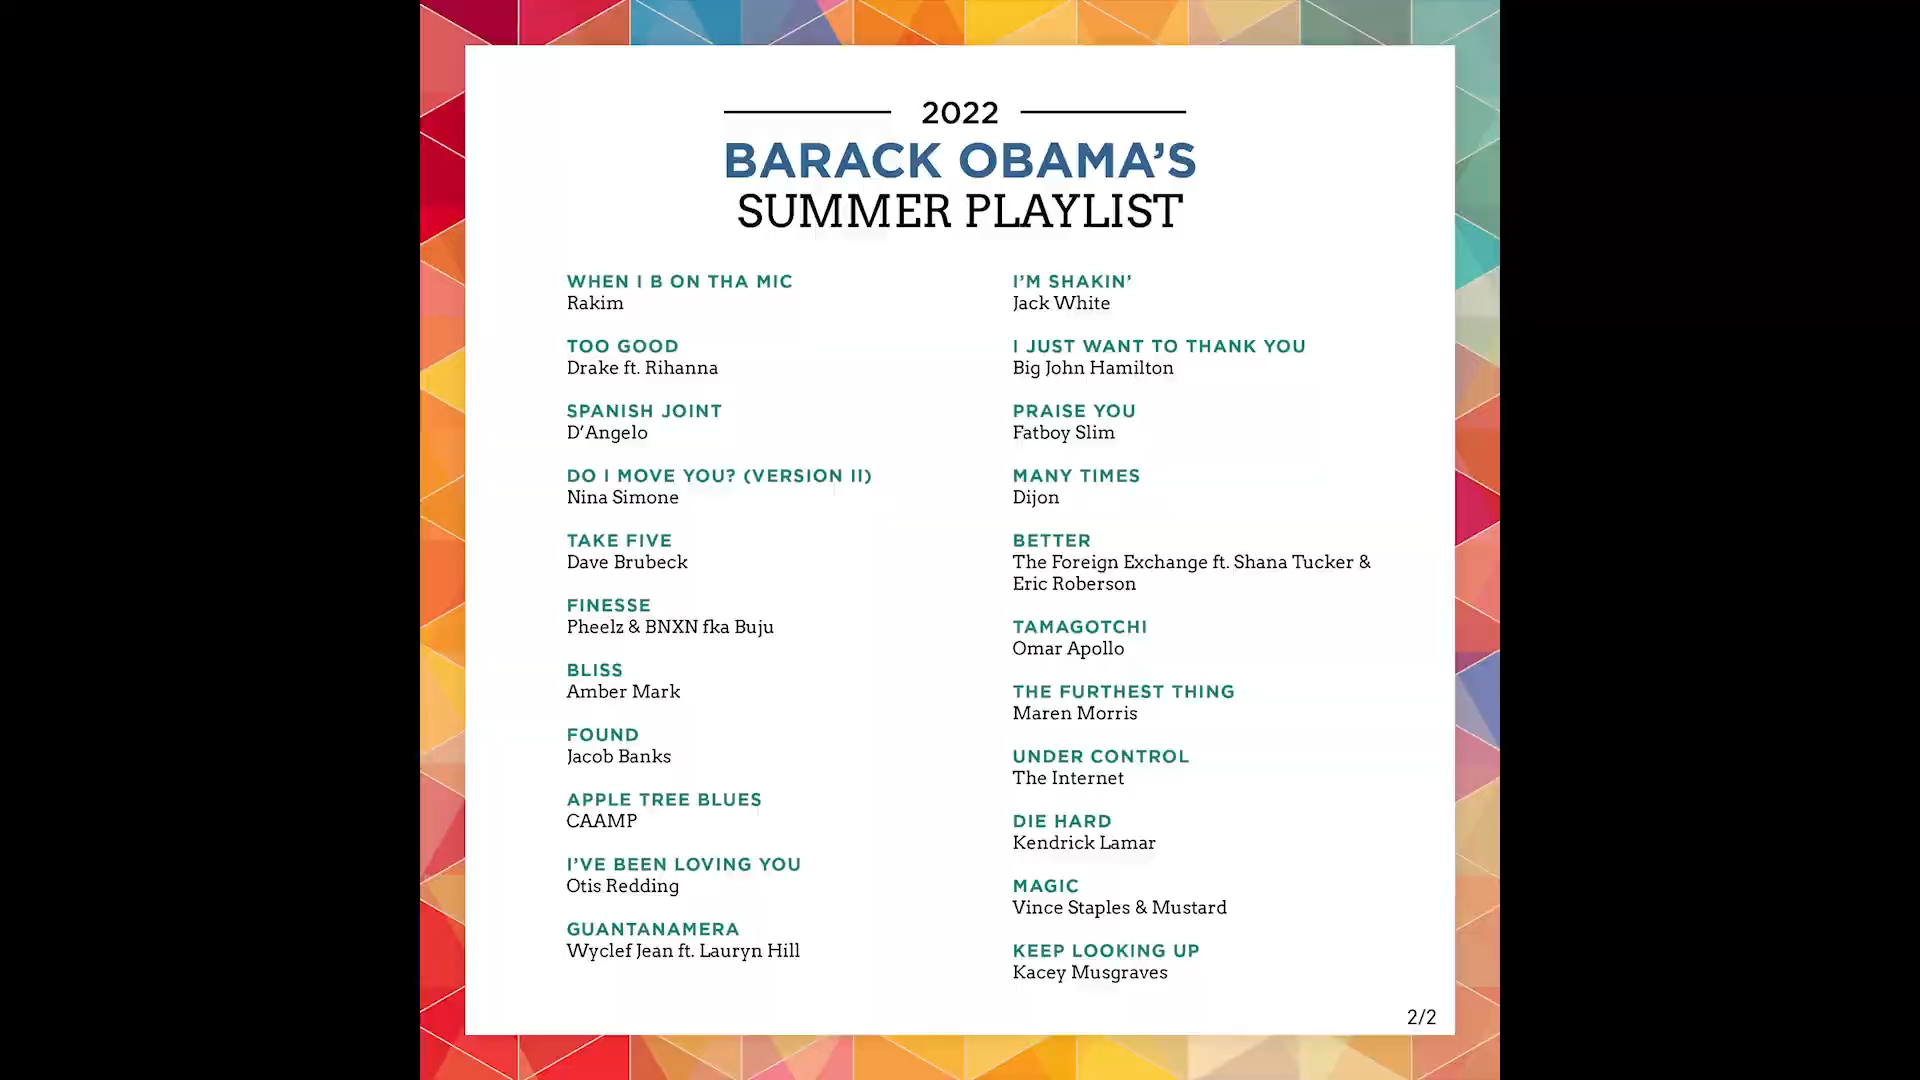 2022
BARACK OBAMA’S
SUMMER PLAYLIST
WHEN I B ON THA MIC
Rakim
TOO GOOD
Drake ft. Rihanna
SPANISH JOINT
D’Angelo
DO I MOVE YOU? (VERSION II)
Nina Simone
TAKE FIVE
Dave Brubeck
FINESSE
Pheelz & BNXN fka Buju
BLISS
Amber Mark
FOUND
Jacob Banks
APPLE TREE BLUES
CAAMP
I’VE BEEN LOVING YOU
Otis Redding
GUANTANAMERA
Wyclef Jean ft. Lauryn Hill
I’M SHAKIN’
Jack White
I JUST WANT TO THANK YOU
Big John Hamilton
PRAISE YOU
Fatboy Slim
MANY TIMES
Dijon
BETTER
The Foreign Exchange ft. Shana Tucker &
Eric Roberson
TAMAGOTCHI
Omar Apollo
THE FURTHEST THING
Maren Morris
UNDER CONTROL
The Internet
DIE HARD
Kendrick Lamar
MAGIC
Vince Staples & Mustard
KEEP LOOKING UP
Kacey Musgraves
2/2